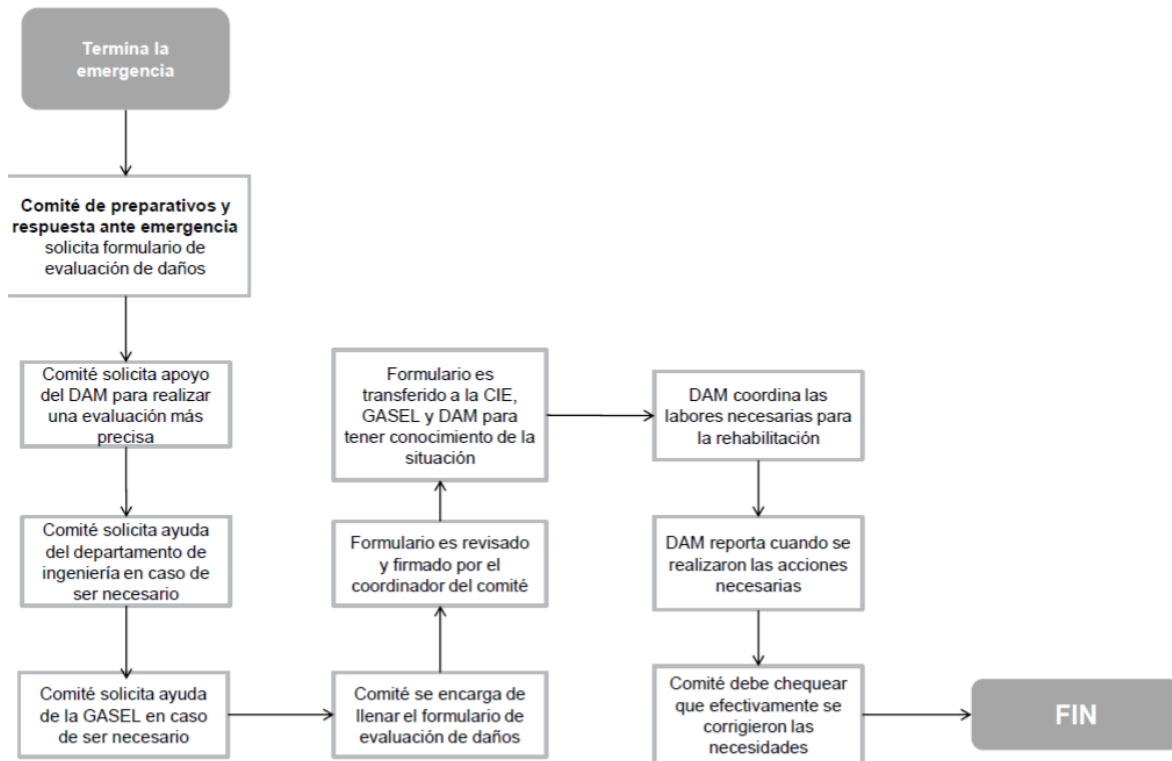 Termina la
emergencia
Comité de preparativos y
respuesta ante emergencia
solicita formulario de
evaluación de daños
Comité solicita apoyo
del DAM para realizar
una evaluación más
precisa
Comité solicita ayuda
del departamento de
ingeniería en caso de
ser necesario
Comité solicita ayuda
de la GASEL en caso
de ser necesario
Comité se encarga de
llenar el formulario de
evaluación de daños
Formulario es revisado
y firmado por el
coordinador del comité
Formulario es
transferido a la CIE,
GASEL y DAM para
tener conocimiento de la
situación
DAM coordina las
labores necesarias para
la rehabilitación
DAM reporta cuando se
realizaron las acciones
necesarias
Comité debe chequear
que efectivamente se
corrigieron las
necesidades
FIN